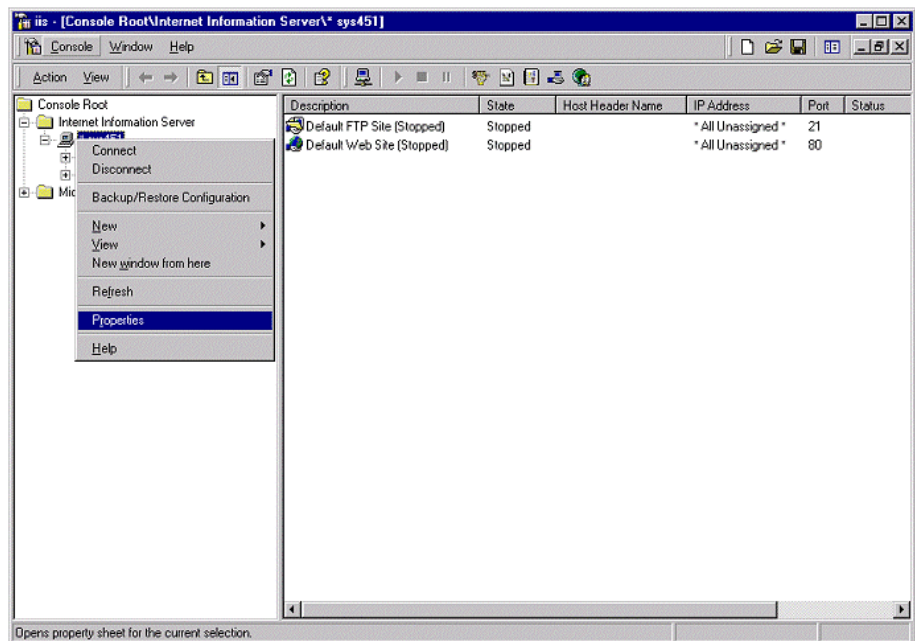 iis - [Console Root\Internet Information Server\* sys451]
Console Window Help
Action View
Console Root
Internet Information Server
Mic
Connect
Disconnect
Backup/Restore Configuration
New
View
New window from here
Refresh
Properties
Help
Description State Host Header Name IP Address Port Status
Default FTP Site (Stopped) Stopped * All Unassigned * 21
Default Web Site (Stopped) Stopped * All Unassigned * 80
Opens property sheet for the current selection.